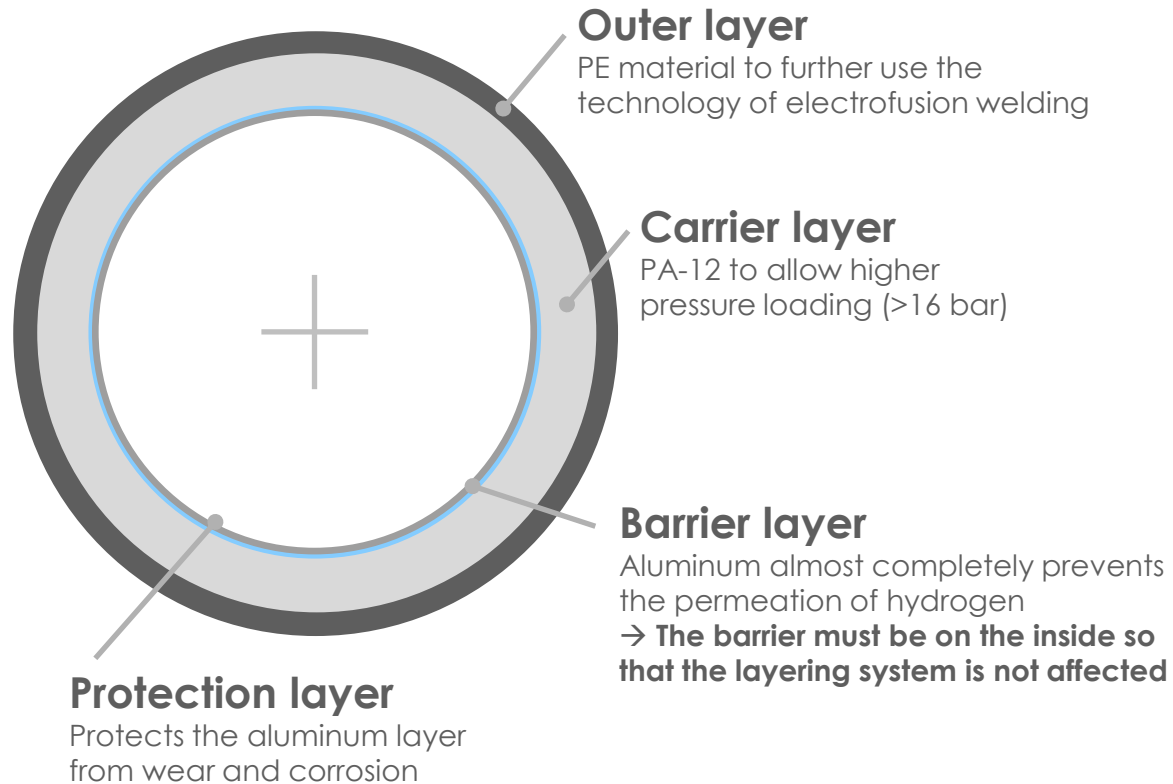 Outer layer
PE material to further use the
technology of electrofusion welding
Carrier layer
PA-12 to allow higher
pressure loading (>16 bar)
Barrier layer
Aluminum almost completely prevents
the permeation of hydrogen
→ The barrier must be on the inside so
that the layering system is not affected
Protection layer
Protects the aluminum layer
from wear and corrosion